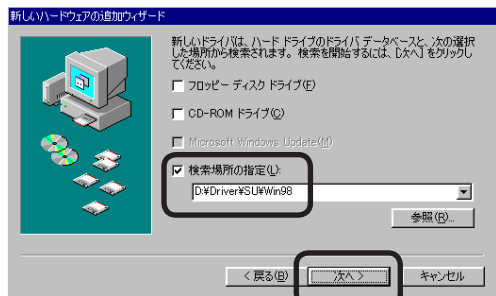 新しいハードウェアの追加ウィザード
新しいドライバは、ハード ドライブのドライバ データベースと、次の選択
した場所から検索されます。検索を開始するには、[次へ] をクリックし
てください。
フロッピー ディスク ドライブ(F)
CD-ROM ドライブ(C)
Microsoft Windows Update(M)
検索場所の指定(L):
D:¥Driver¥SU¥Win98
参照(R)...
< 戻る(B)
次へ >
キャンセル